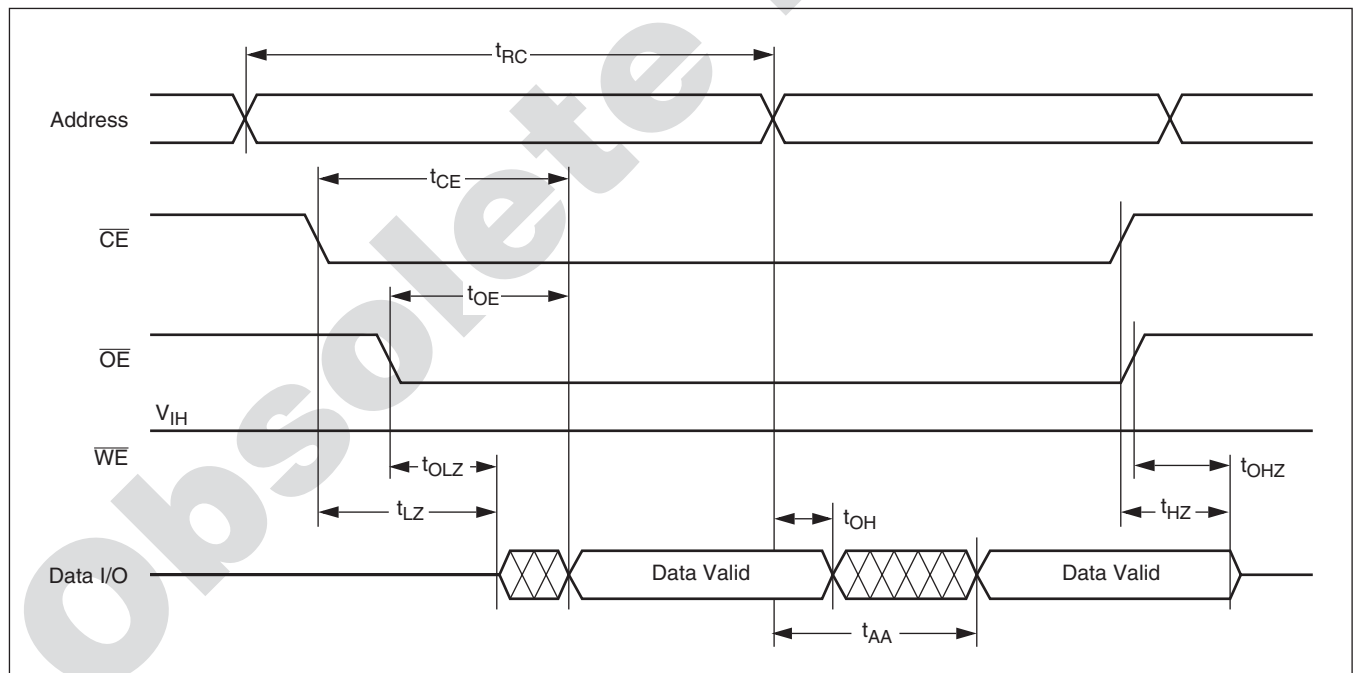 Obsolete
tRC
Address
tCE
CE
tOE
OE
VIH
WE
tOLZ
tOHZ
tLZ
tOH
tHZ
Data I/O
Data Valid
Data Valid
tAA